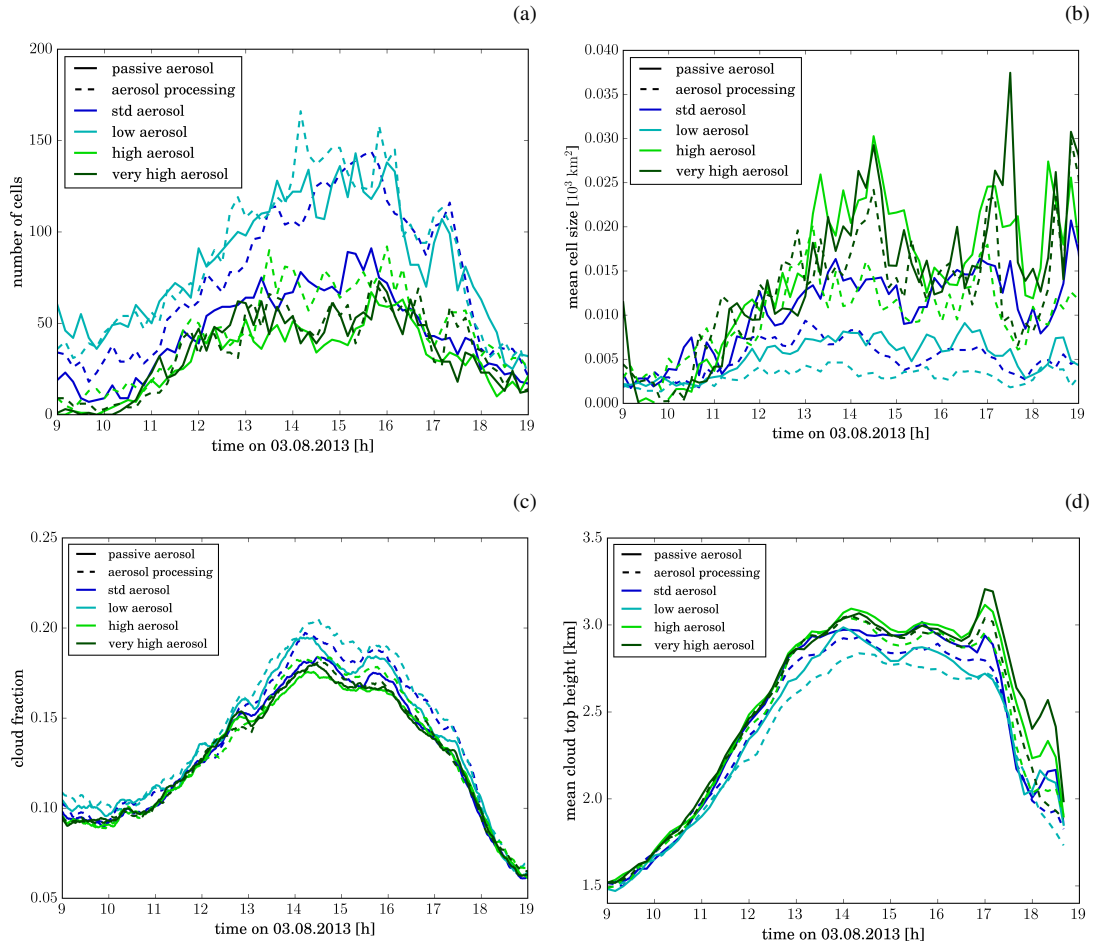 (a)
200
150
100
50
0
number of cells
passive aerosol
aerosol processing
std aerosol
low aerosol
high aerosol
very high aerosol
9 10 11 12 13 14 15 16 17 18 19
time on 03.08.2013 [h]
(b)
0.040
0.035
0.030
0.025
0.020
0.015
0.010
0.005
0.000
mean cell size [10³ km²]
passive aerosol
aerosol processing
std aerosol
low aerosol
high aerosol
very high aerosol
9 10 11 12 13 14 15 16 17 18 19
time on 03.08.2013 [h]
(c)
0.25
0.20
0.15
0.10
0.05
cloud fraction
passive aerosol
aerosol processing
std aerosol
low aerosol
high aerosol
very high aerosol
9 10 11 12 13 14 15 16 17 18 19
time on 03.08.2013 [h]
(d)
3.5
3.0
2.5
2.0
1.5
mean cloud top height [km]
passive aerosol
aerosol processing
std aerosol
low aerosol
high aerosol
very high aerosol
9 10 11 12 13 14 15 16 17 18 19
time on 03.08.2013 [h]